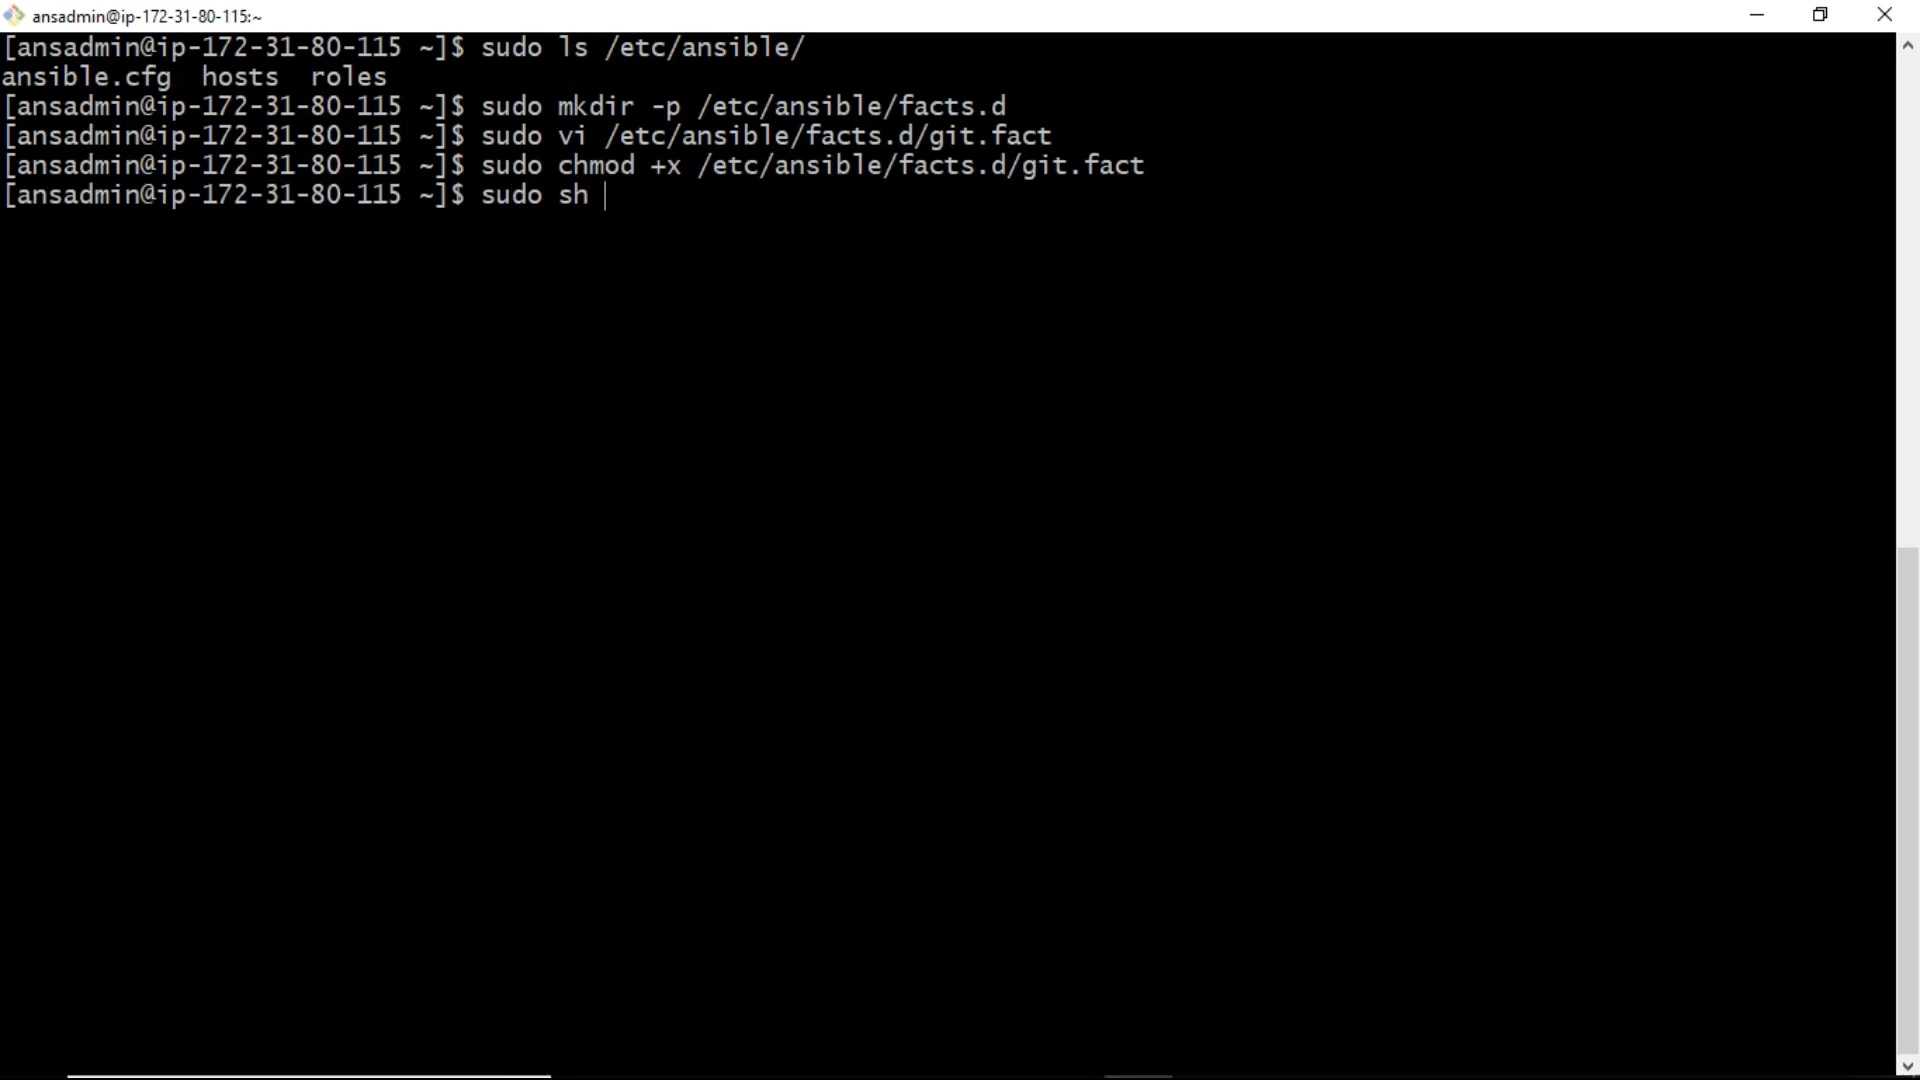 ansadmin@ip-172-31-80-115:~
[ansadmin@ip-172-31-80-115 ~]$ sudo ls /etc/ansible/
ansible.cfg  hosts  roles
[ansadmin@ip-172-31-80-115 ~]$ sudo mkdir -p /etc/ansible/facts.d
[ansadmin@ip-172-31-80-115 ~]$ sudo vi /etc/ansible/facts.d/git.fact
[ansadmin@ip-172-31-80-115 ~]$ sudo chmod +x /etc/ansible/facts.d/git.fact
[ansadmin@ip-172-31-80-115 ~]$ sudo sh